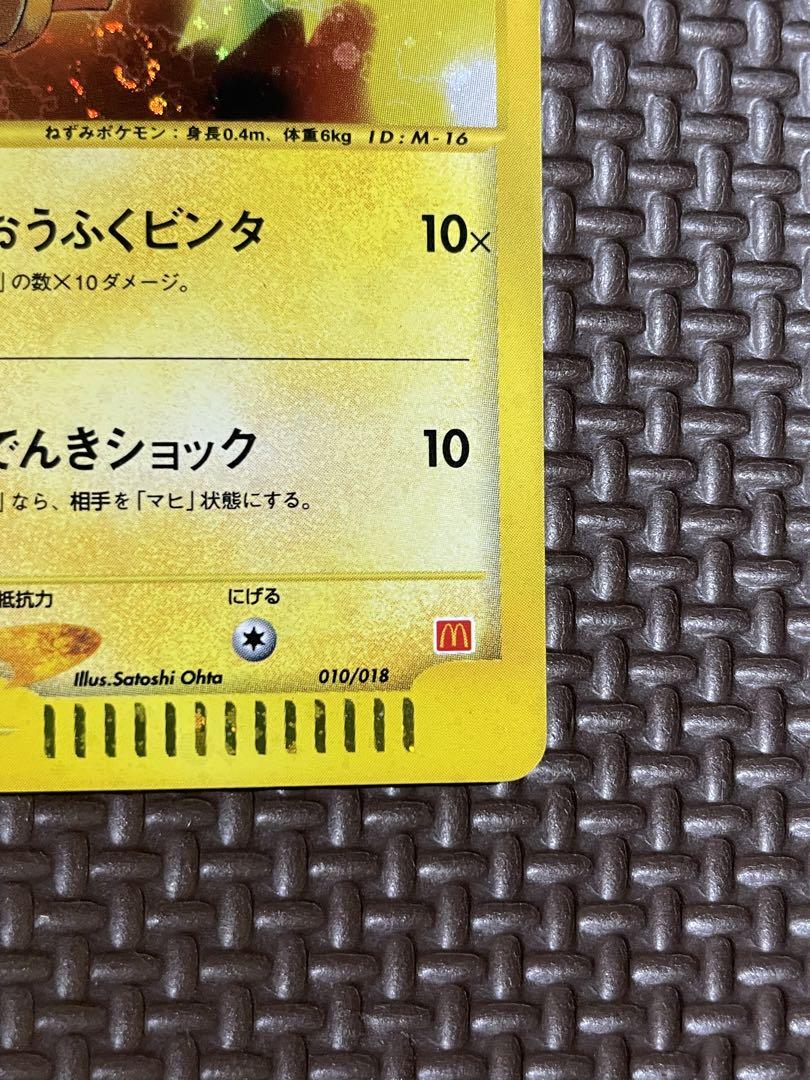 ねずみポケモン：身長0.4m、体重6kg ID:M-16
おうふくビンタ 10×
」の数×10ダメージ。
でんきショック 10
」なら、相手を「マヒ」状態にする。
抵抗力 にげる
Illus.Satoshi Ohta 010/018